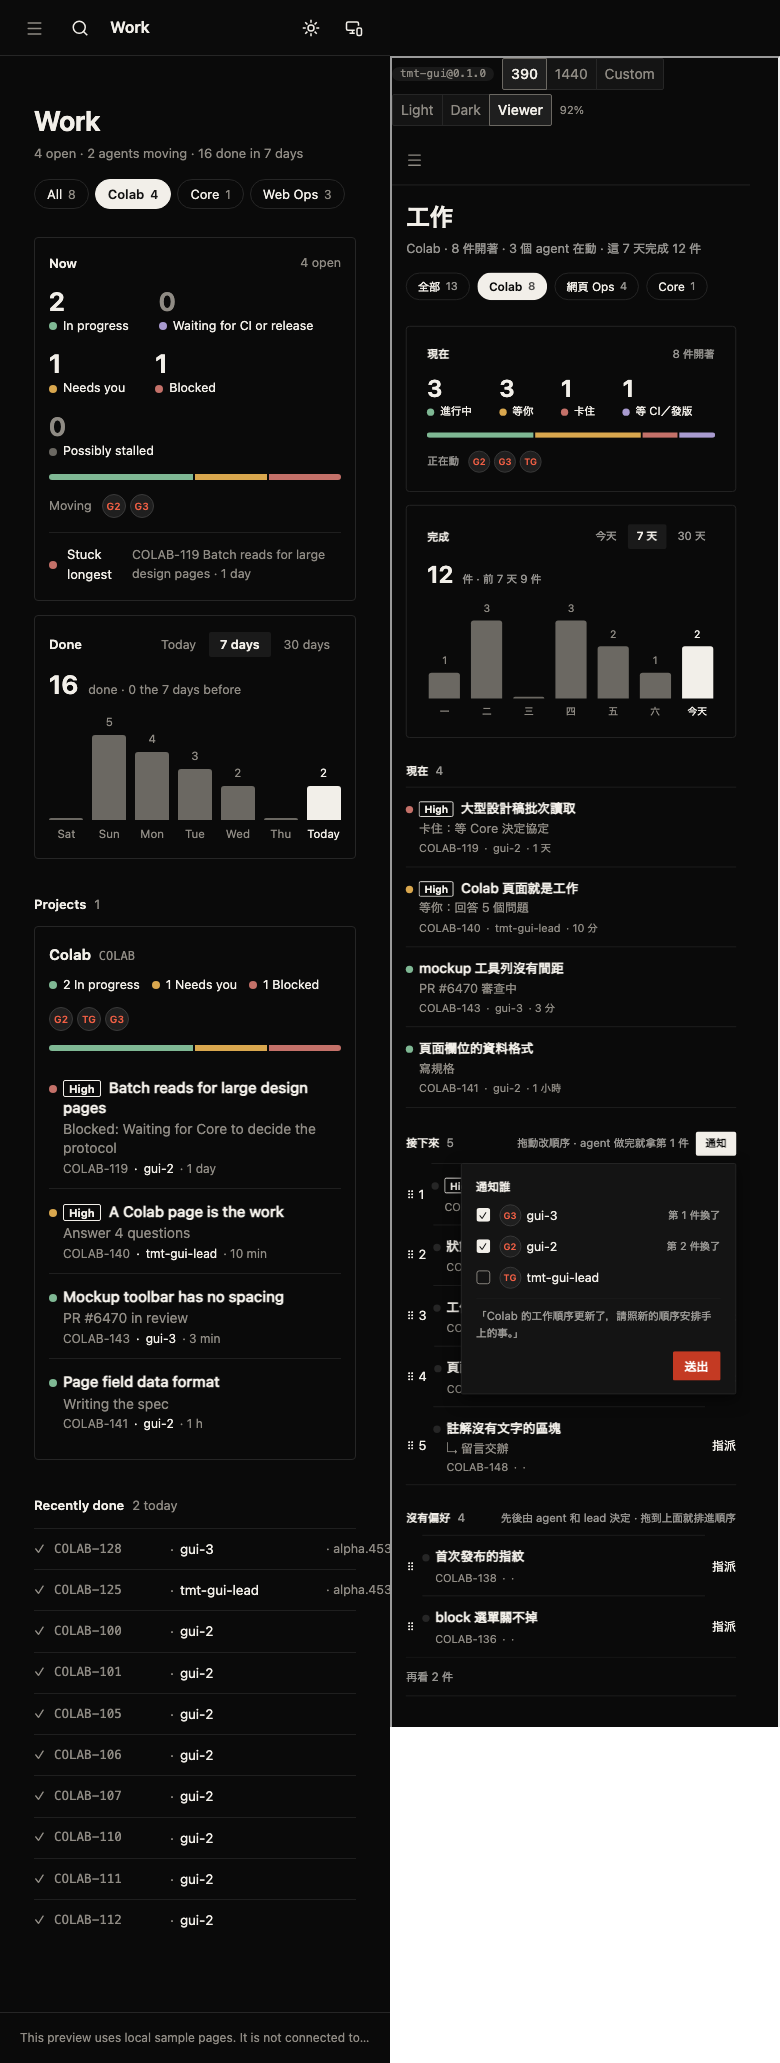 Work
Work
4 open · 2 agents moving · 16 done in 7 days
All 8
Colab 4
Core 1
Web Ops 3
Now
4 open
2
In progress
0
Waiting for CI or release
1
Needs you
1
Blocked
0
Possibly stalled
Moving G2 G3
Stuck longest
COLAB-119 Batch reads for large design pages · 1 day
Done
Today
7 days
30 days
16 done · 0 the 7 days before
5
4
3
2
2
Sat
Sun
Mon
Tue
Wed
Thu
Today
Projects 1
Colab COLAB
2 In progress
1 Needs you
1 Blocked
G2 TG G3
High Batch reads for large design pages
Blocked: Waiting for Core to decide the protocol
COLAB-119 · gui-2 · 1 day
High A Colab page is the work
Answer 4 questions
COLAB-140 · tmt-gui-lead · 10 min
Mockup toolbar has no spacing
PR #6470 in review
COLAB-143 · gui-3 · 3 min
Page field data format
Writing the spec
COLAB-141 · gui-2 · 1 h
Recently done 2 today
COLAB-128 · gui-3 · alpha.453
COLAB-125 · tmt-gui-lead · alpha.453
COLAB-100 · gui-2
COLAB-101 · gui-2
COLAB-105 · gui-2
COLAB-106 · gui-2
COLAB-107 · gui-2
COLAB-110 · gui-2
COLAB-111 · gui-2
COLAB-112 · gui-2
This preview uses local sample pages. It is not connected to...
tmt-gui@0.1.0
390
1440
Custom
Light
Dark
Viewer
92%
工作
Colab · 8 件開著 · 3 個 agent 在動 · 這 7 天完成 12 件
全部 13
Colab 8
網頁 Ops 4
Core 1
現在
8 件開著
3
進行中
3
等你
1
卡住
1
等 CI／發版
正在動 G2 G3 TG
完成
今天
7 天
30 天
12 件 · 前 7 天 9 件
1
3
3
2
1
2
一
二
三
四
五
六
今天
現在 4
High 大型設計稿批次讀取
卡住：等 Core 決定協定
COLAB-119 · gui-2 · 1 天
High Colab 頁面就是工作
等你：回答 5 個問題
COLAB-140 · tmt-gui-lead · 10 分
mockup 工具列沒有間距
PR #6470 審查中
COLAB-143 · gui-3 · 3 分
頁面欄位的資料格式
寫規格
COLAB-141 · gui-2 · 1 小時
接下來 5
拖動改順序 · agent 做完就拿第 1 件
通知
1
2
3
4
通知誰
G3 gui-3
第 1 件換了
G2 gui-2
第 2 件換了
TG tmt-gui-lead
「Colab 的工作順序更新了，請照新的順序安排手
上的事。」
送出
5 註解沒有文字的區塊
留言交辦
COLAB-148 · ·
指派
沒有偏好 4
先後由 agent 和 lead 決定 · 拖到上面就排進順序
首次發布的指紋
COLAB-138 · ·
指派
block 選單關不掉
COLAB-136 · ·
指派
再看 2 件